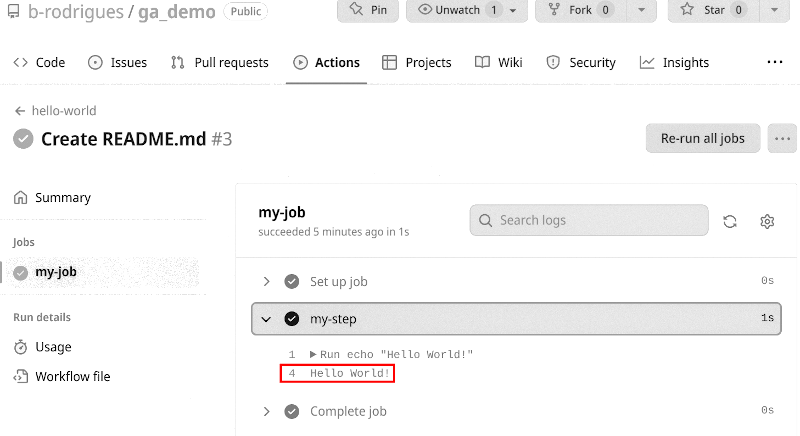 b-rodrigues / ga_demo Public
Pin Unwatch 1 Fork 0 Star 0
Code Issues Pull requests Actions Projects Wiki Security Insights ...
hello-world
Create README.md #3
Re-run all jobs ...
Summary
Jobs
my-job
Run details
Usage
Workflow file
my-job
succeeded 5 minutes ago in 1s
Search logs
Set up job 0s
my-step 1s
1 Run echo "Hello World!"
4 Hello World!
Complete job 0s